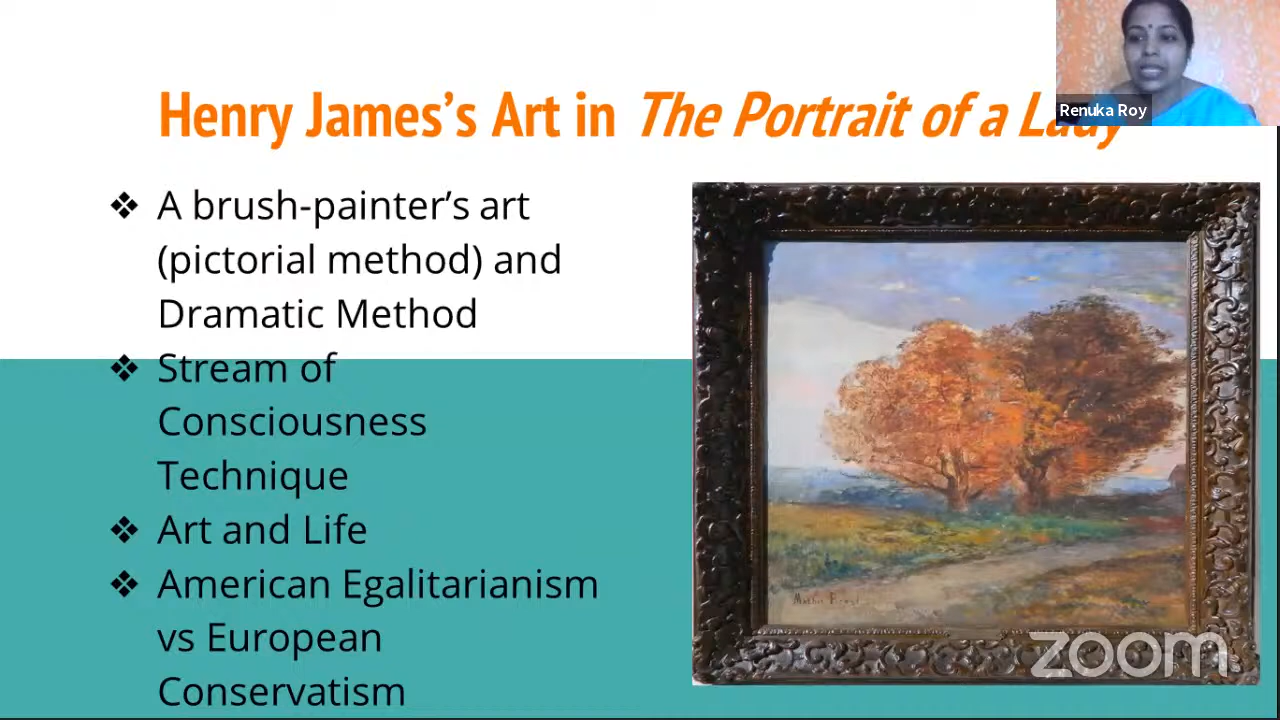 Renuka Roy
Henry James's Art in The Portrait of a Lady
❖ A brush-painter's art
(pictorial method) and
Dramatic Method
❖ Stream of
Consciousness
Technique
❖ Art and Life
❖ American Egalitarianism
vs European
Conservatism
zoom